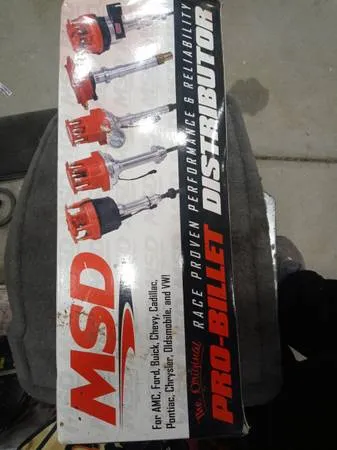 MSD
For AMC, Ford, Buick, Chevy, Cadillac,
Pontiac, Chrysler, Oldsmobile, and VW!
The Original RACE PROVEN PERFORMANCE & RELIABILITY
PRO-BILLET DISTRIBUTOR